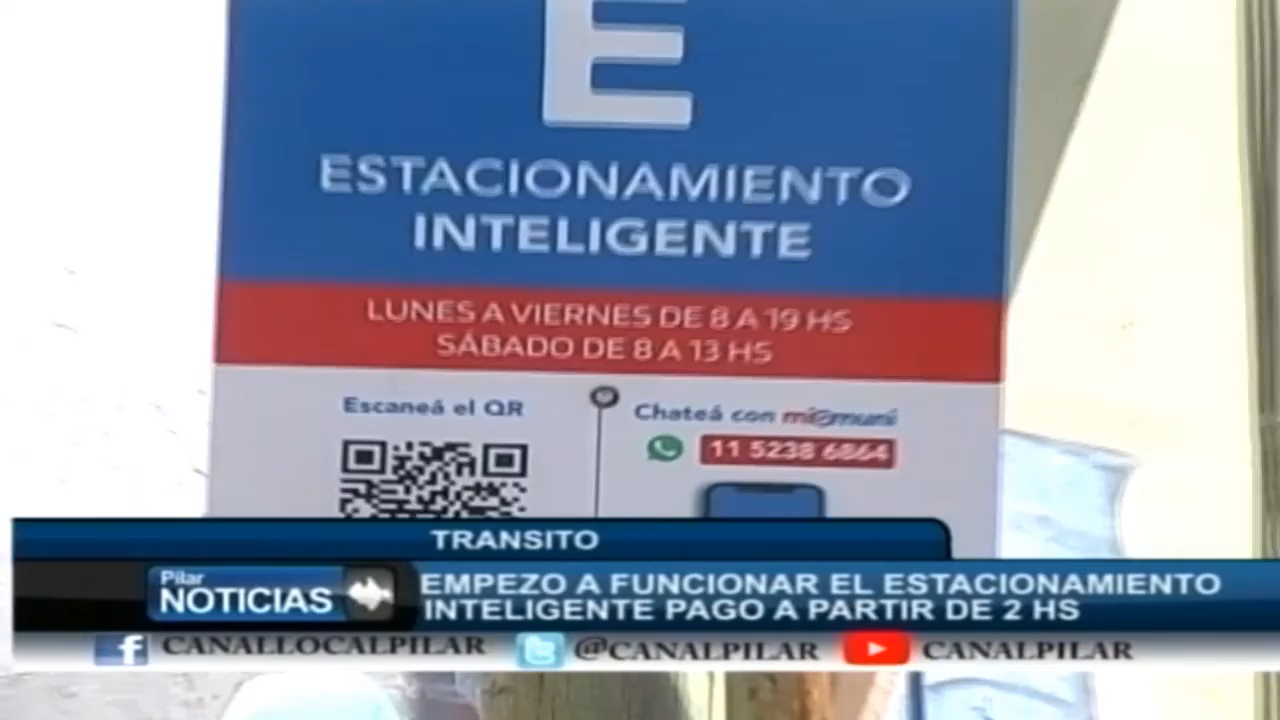 E
ESTACIONAMIENTO
INTELIGENTE
LUNES A VIERNES DE 8 A 19 HS
SÁBADO DE 8 A 13 HS
Escaneá el QR
Chateá con miomuni
11 5238 6864
TRANSITO
Pilar
NOTICIAS
EMPEZO A FUNCIONAR EL ESTACIONAMIENTO
INTELIGENTE PAGO A PARTIR DE 2 HS
CANALLOCALPILAR
@CANALPILAR
CANALPILAR